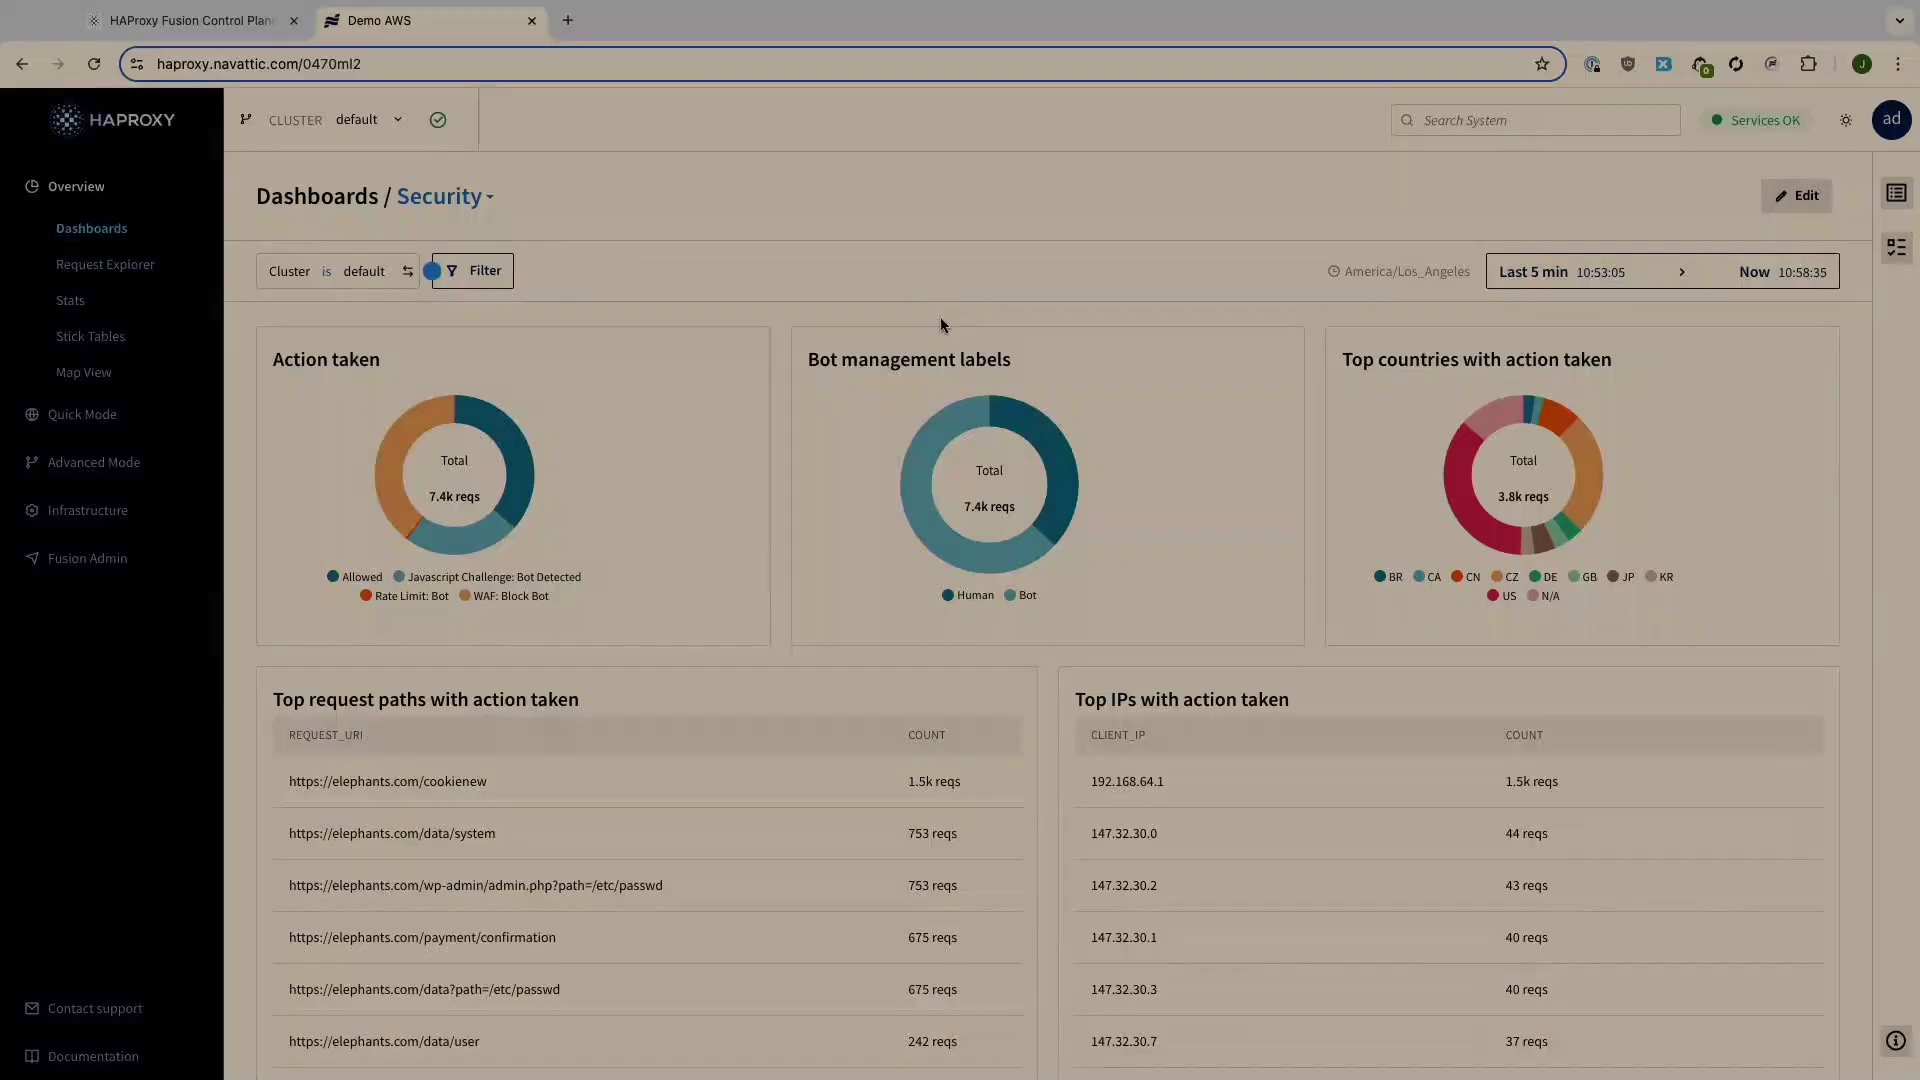 HAProxy Fusion Control Plan
Demo AWS
haproxy.navattic.com/0470ml2
0
J
HAPROXY
CLUSTER default
Search System
Services OK
ad
Overview
Dashboards
Request Explorer
Stats
Stick Tables
Map View
Quick Mode
Advanced Mode
Infrastructure
Fusion Admin
Contact support
Documentation
Dashboards / Security
Edit
Cluster is default
Filter
America/Los_Angeles
Last 5 min 10:53:05 Now 10:58:35
Action taken
Total
7.4k reqs
Allowed Javascript Challenge: Bot Detected
Rate Limit: Bot WAF: Block Bot
Bot management labels
Total
7.4k reqs
Human Bot
Top countries with action taken
Total
3.8k reqs
BR CA CN CZ DE GB JP KR
US N/A
Top request paths with action taken
REQUEST_URI COUNT
https://elephants.com/cookienew 1.5k reqs
https://elephants.com/data/system 753 reqs
https://elephants.com/wp-admin/admin.php?path=/etc/passwd 753 reqs
https://elephants.com/payment/confirmation 675 reqs
https://elephants.com/data?path=/etc/passwd 675 reqs
https://elephants.com/data/user 242 reqs
Top IPs with action taken
CLIENT_IP COUNT
192.168.64.1 1.5k reqs
147.32.30.0 44 reqs
147.32.30.2 43 reqs
147.32.30.1 40 reqs
147.32.30.3 40 reqs
147.32.30.7 37 reqs